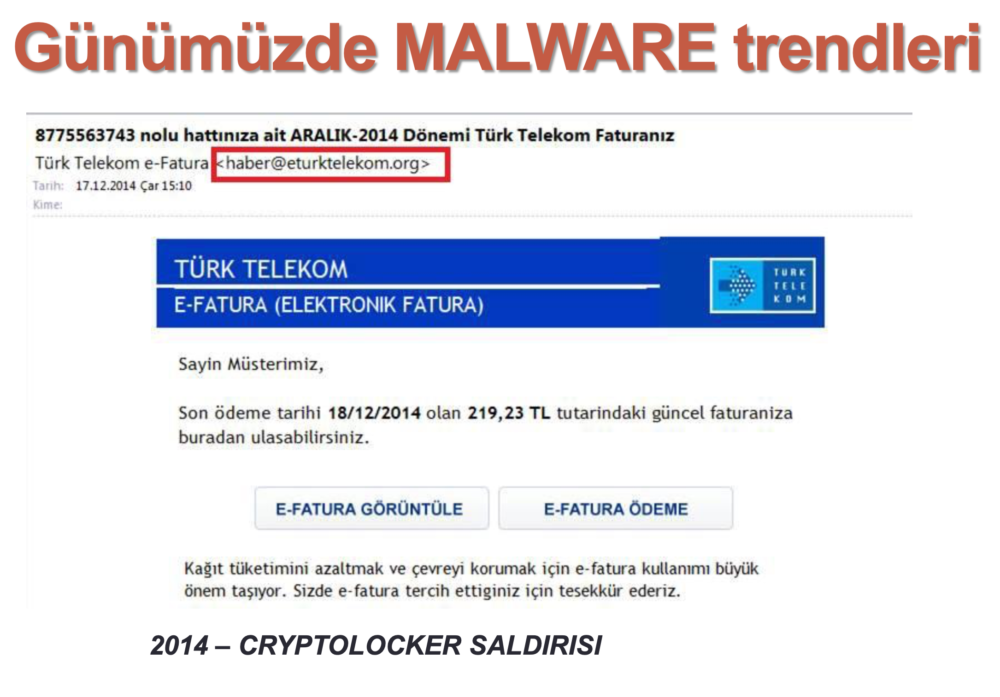 Günümüzde MALWARE trendleri
8775563743 nolu hattınıza ait ARALIK-2014 Dönemi Türk Telekom Faturanız
Türk Telekom e-Fatura <haber@eturktelekom.org>
Tarih: 17.12.2014 Çar 15:10
Kime:
TÜRK TELEKOM
E-FATURA (ELEKTRONIK FATURA)
TURK
TELE
KOM
Sayin Müsterimiz,
Son ödeme tarihi 18/12/2014 olan 219,23 TL tutarindaki güncel faturaniza
buradan ulasabilirsiniz.
E-FATURA GÖRÜNTÜLE E-FATURA ÖDEME
Kağıt tüketimini azaltmak ve çevreyi korumak için e-fatura kullanımı büyük
önem taşıyor. Sizde e-fatura tercih ettiginiz için tesekkür ederiz.
2014 – CRYPTOLOCKER SALDIRISI